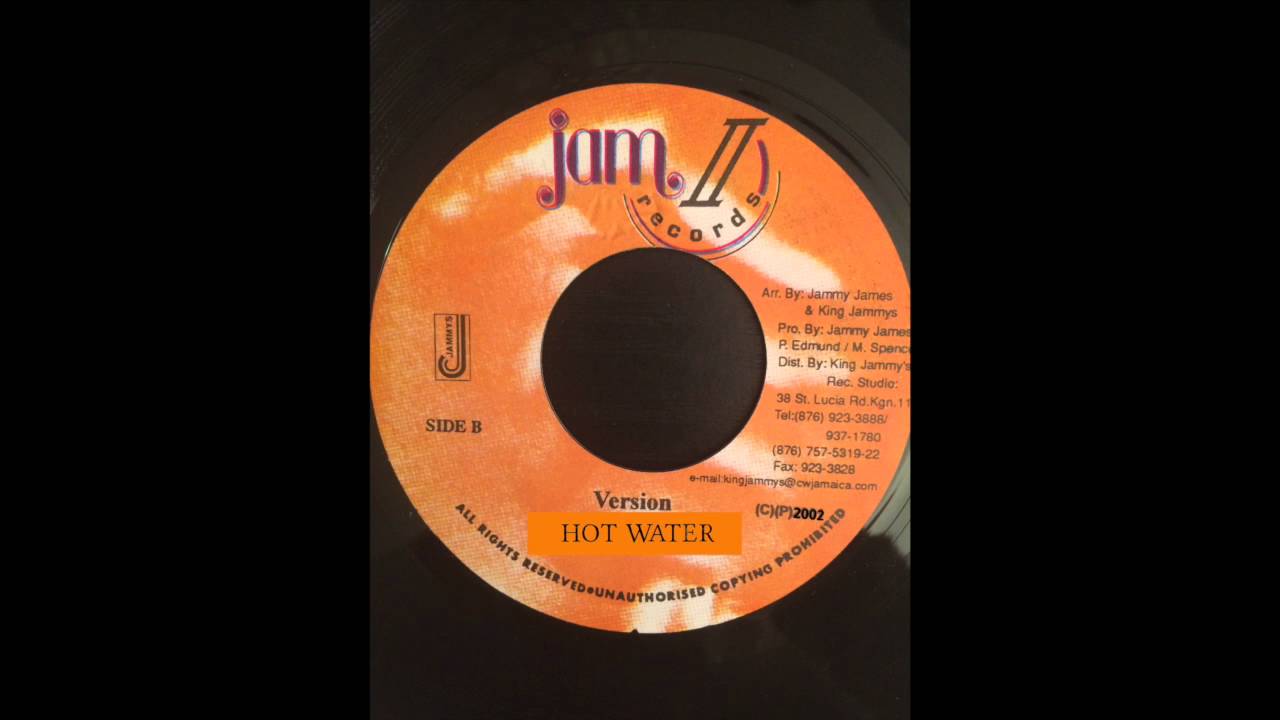 jam II
records
Arr. By: Jammy James
& King Jammys
Pro. By: Jammy James
P. Edmund / M. Spenc
Dist. By: King Jammy's
Rec. Studio:
38 St. Lucia Rd.Kgn.11
Tel:(876) 923-3888/
937-1780
(876) 757-5319-22
Fax: 923-3828
e-mail:kingjammys@cwjamaica.com
JAMMYS
SIDE B
Version
(C)(P)2002
HOT WATER
ALL RIGHTS RESERVED•UNAUTHORISED COPYING PROHIBITED